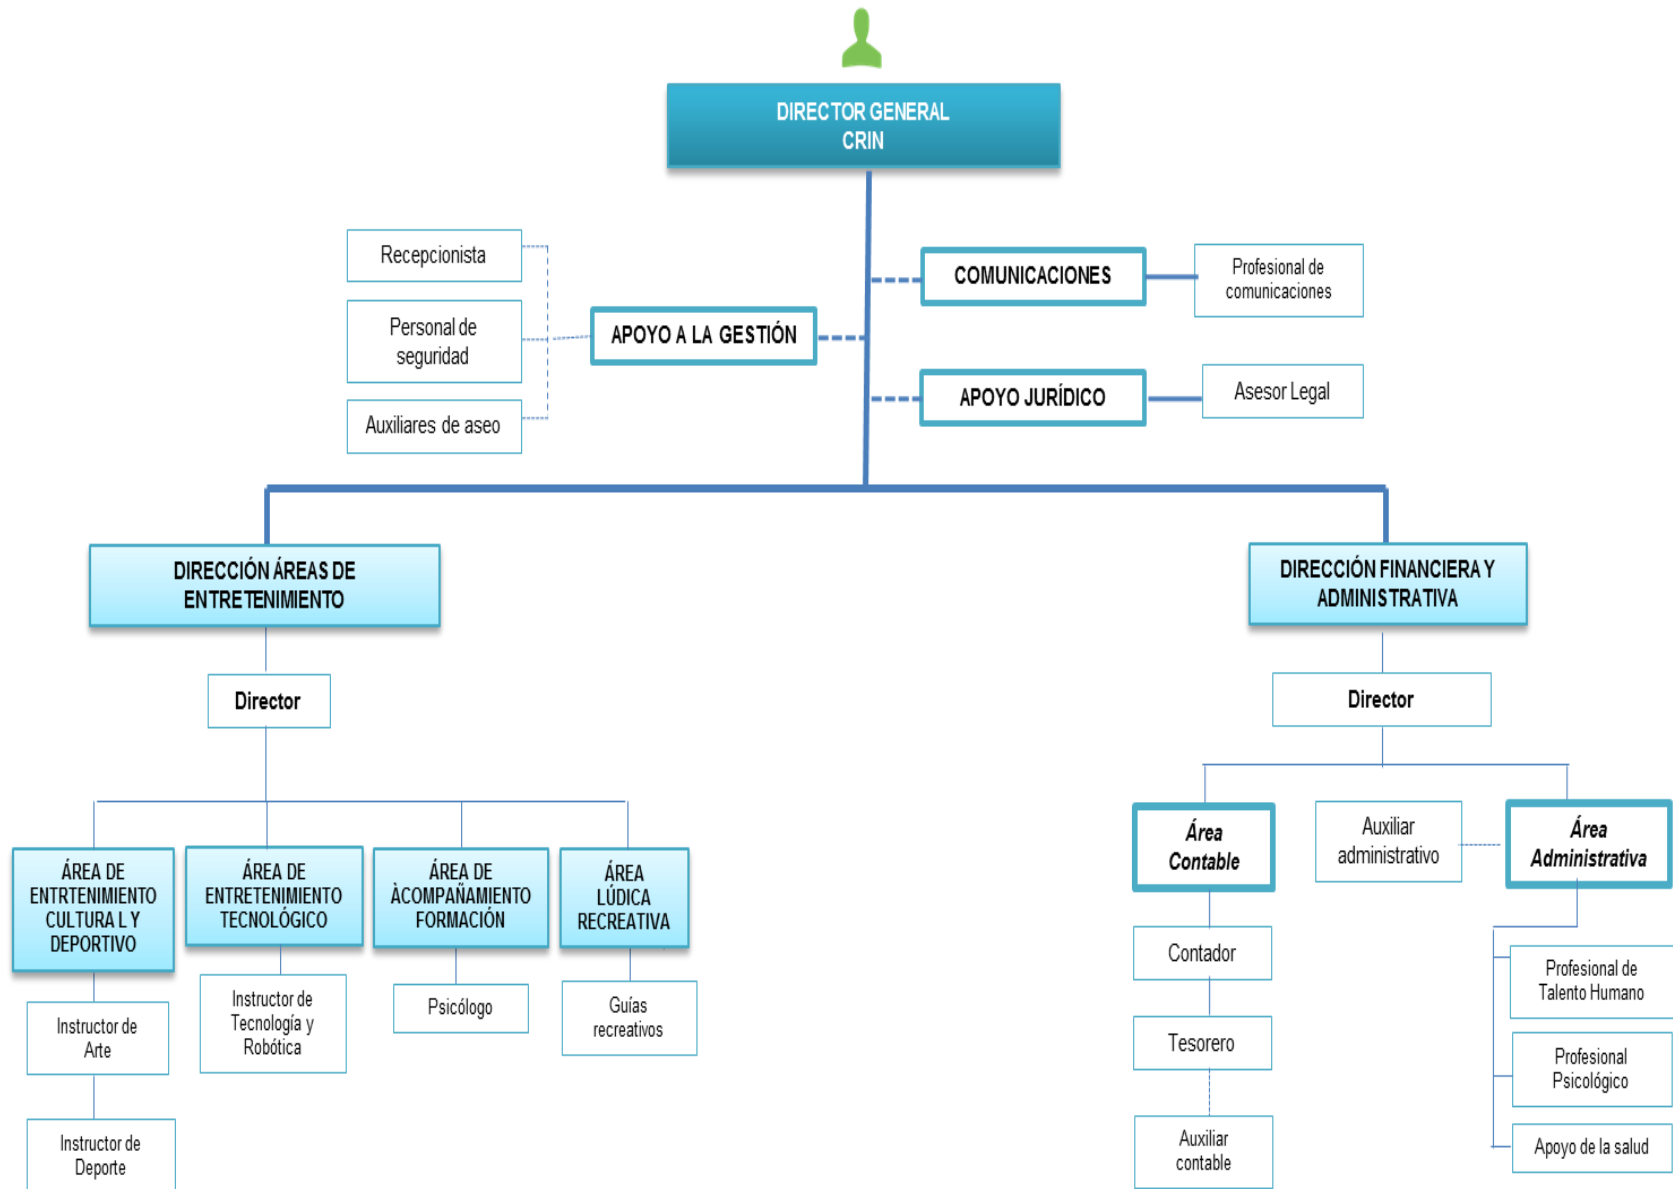 DIRECTOR GENERAL
CRIN
Recepcionista
Personal de
seguridad
Auxiliares de aseo
APOYO A LA GESTIÓN
COMUNICACIONES
Profesional de
comunicaciones
APOYO JURÍDICO
Asesor Legal
DIRECCIÓN ÁREAS DE
ENTRETENIMIENTO
Director
ÁREA DE
ENTRTENIMIENTO
CULTURA L Y
DEPORTIVO
Instructor de
Arte
Instructor de
Deporte
ÁREA DE
ENTRETENIMIENTO
TECNOLÓGICO
Instructor de
Tecnología y
Robótica
ÁREA DE
ÀCOMPAÑAMIENTO
FORMACIÓN
Psicólogo
ÁREA
LÚDICA
RECREATIVA
Guías
recreativos
DIRECCIÓN FINANCIERA Y
ADMINISTRATIVA
Director
Área
Contable
Contador
Tesorero
Auxiliar
contable
Auxiliar
administrativo
Área
Administrativa
Profesional de
Talento Humano
Profesional
Psicológico
Apoyo de la salud